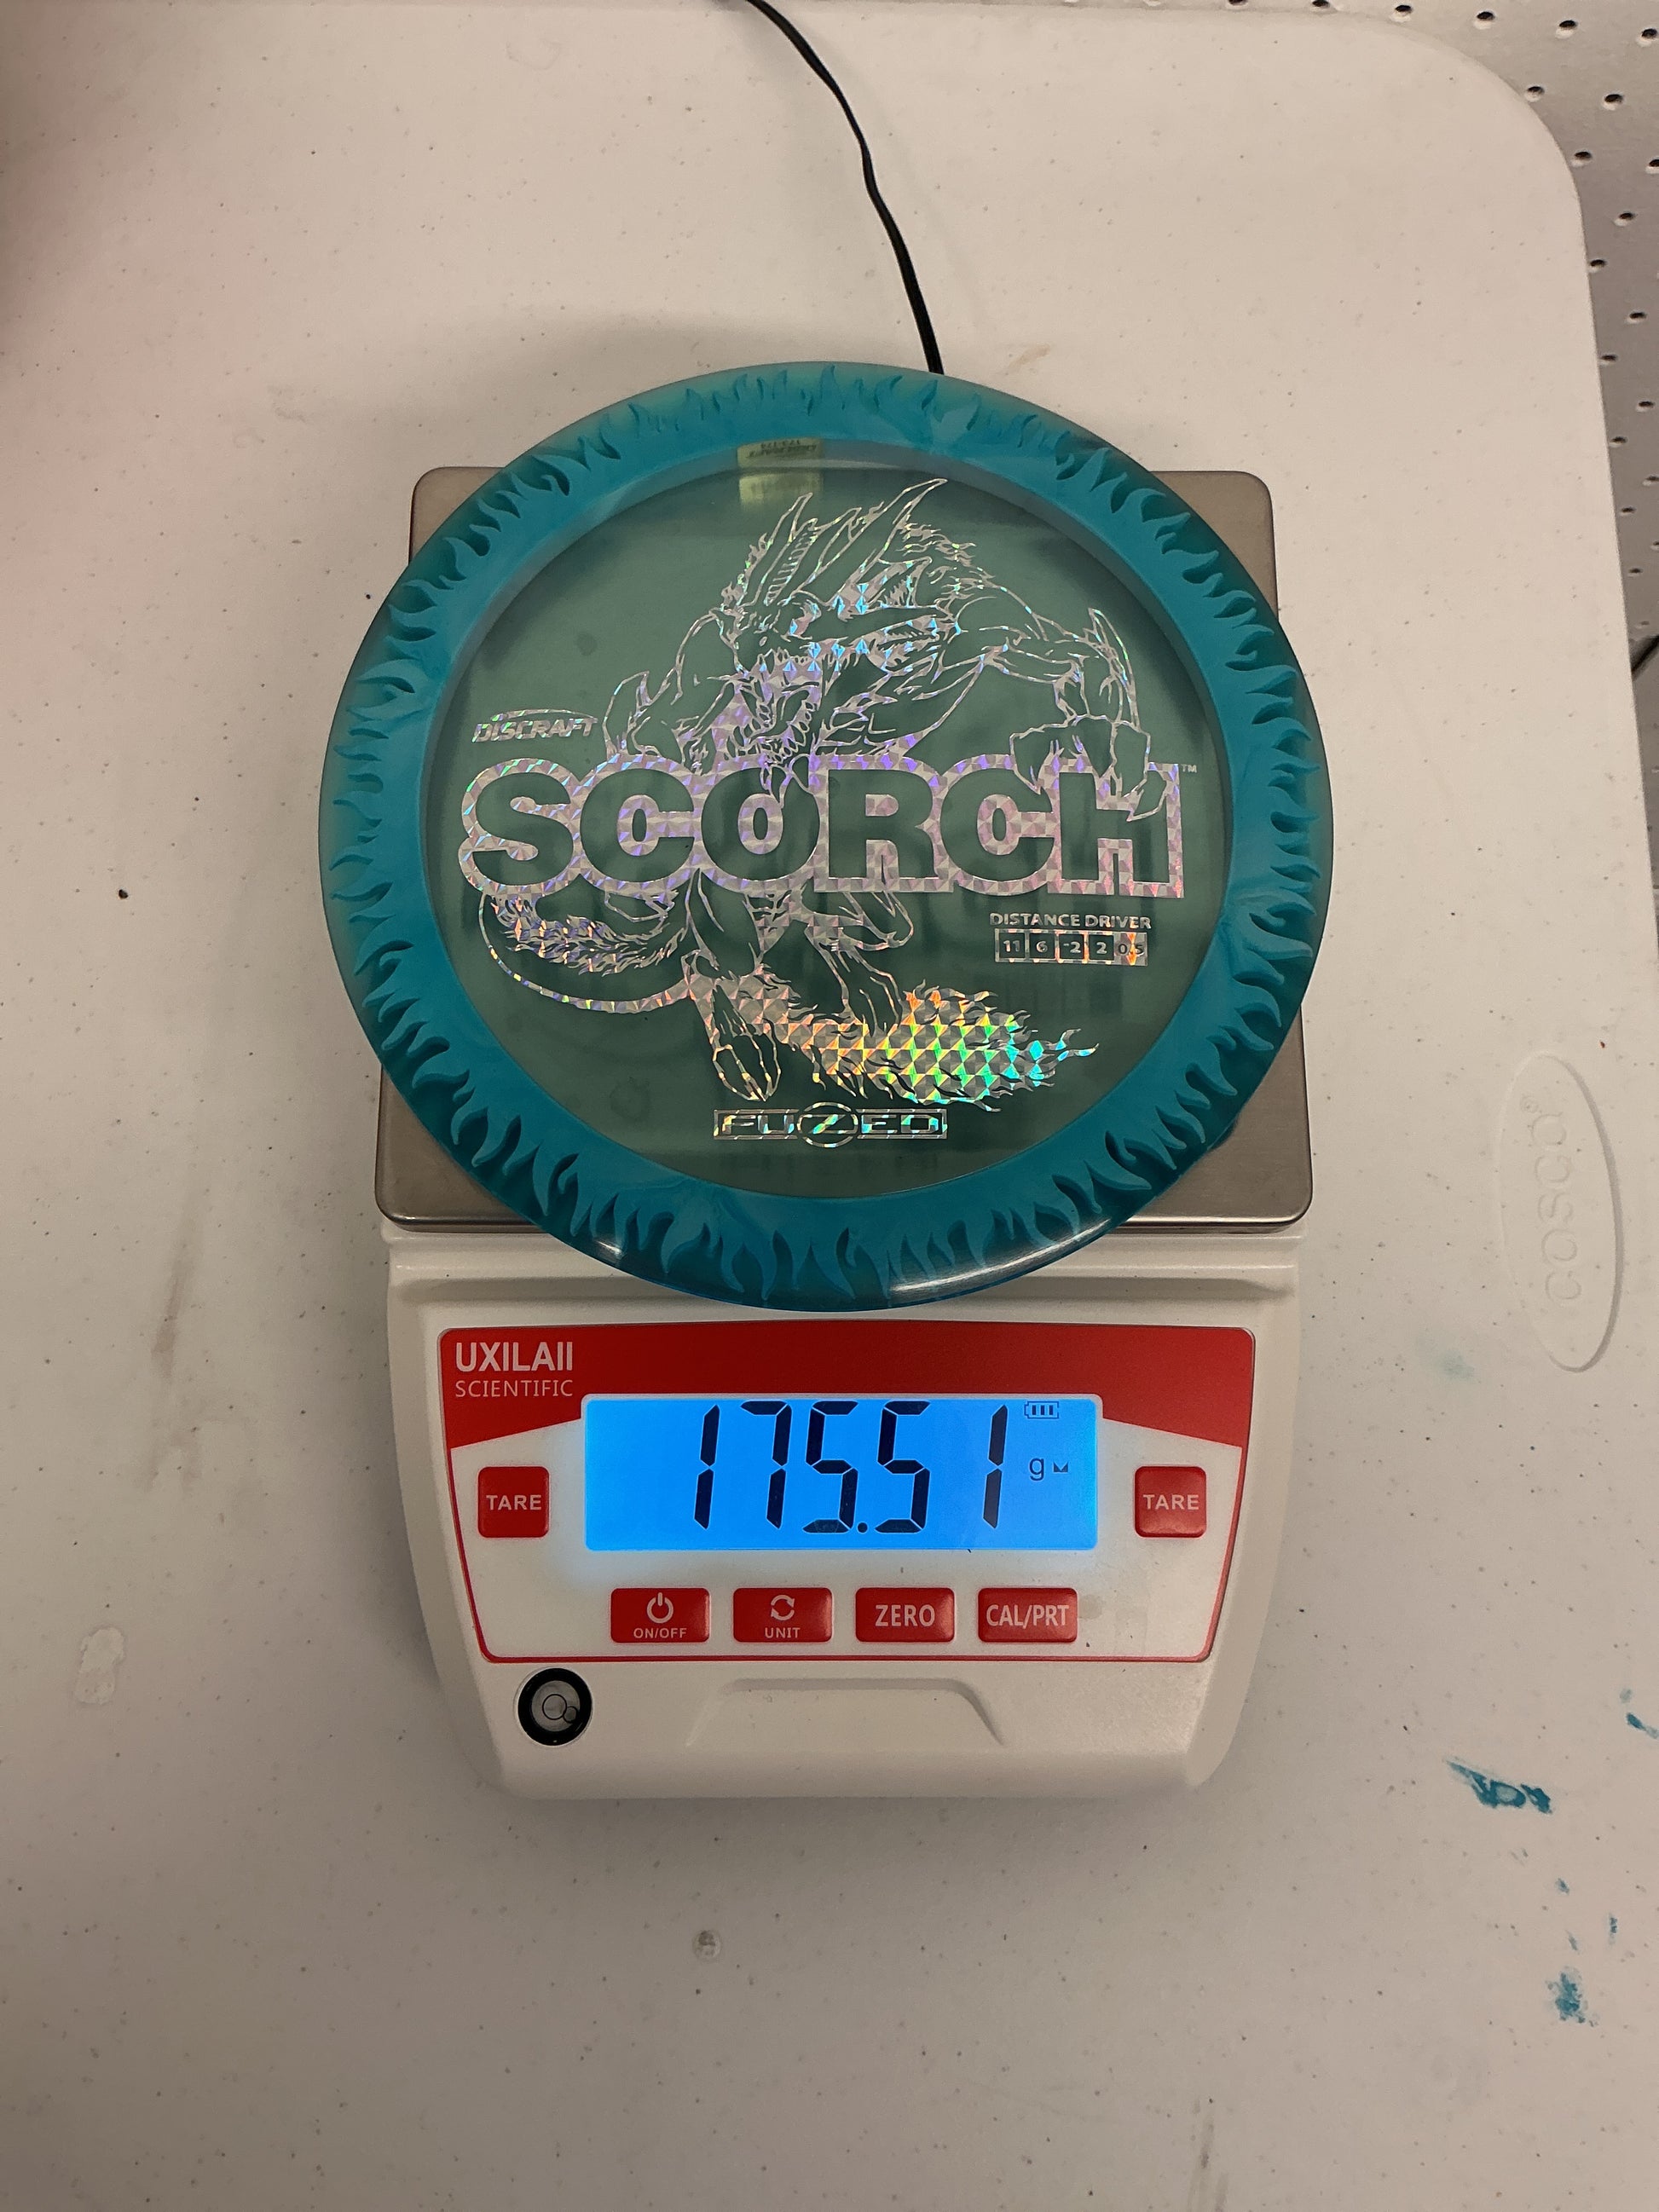 DISCRAFT
SCORCH™
DISTANCE DRIVER
11 6 -2 2 0.5
FUZED
UXILAII
SCIENTIFIC
175.51 g
TARE
TARE
ON/OFF
UNIT
ZERO
CAL/PRT
COSCO®